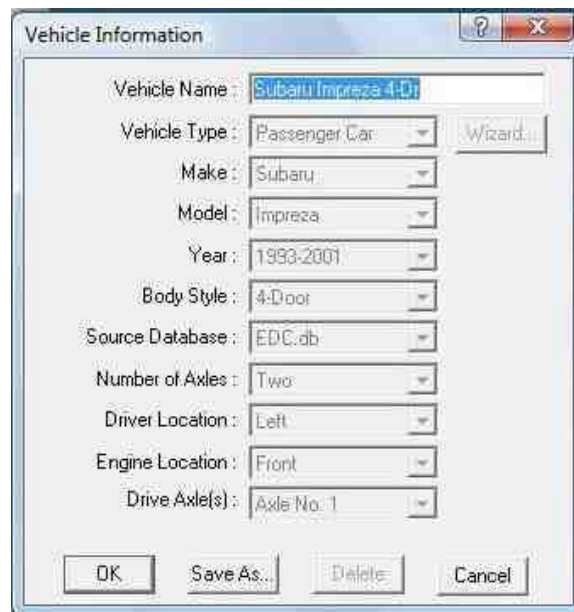 Vehicle Information
Vehicle Name : Subaru Impreza 4-Dr
Vehicle Type : Passenger Car Wizard...
Make : Subaru
Model : Impreza
Year : 1993-2001
Body Style : 4-Door
Source Database : EDC.db
Number of Axles : Two
Driver Location : Left
Engine Location : Front
Drive Axle(s) : Axle No. 1
OK Save As... Delete Cancel